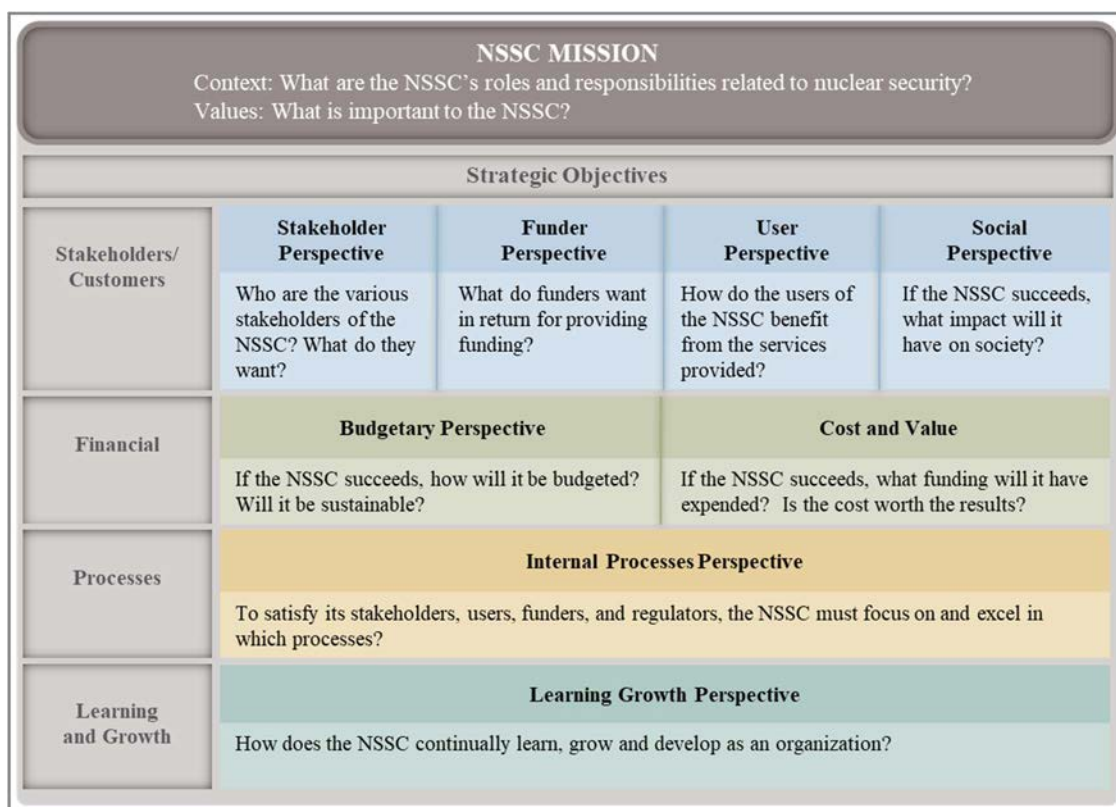 NSSC MISSION
Context: What are the NSSC's roles and responsibilities related to nuclear security?
Values: What is important to the NSSC?
Strategic Objectives
Stakeholders/
Customers
Stakeholder
Perspective
Who are the various
stakeholders of the
NSSC? What do they
want?
Funder
Perspective
What do funders want
in return for providing
funding?
User
Perspective
How do the users of
the NSSC benefit
from the services
provided?
Social
Perspective
If the NSSC succeeds,
what impact will it
have on society?
Financial
Budgetary Perspective
If the NSSC succeeds, how will it be budgeted?
Will it be sustainable?
Cost and Value
If the NSSC succeeds, what funding will it have
expended? Is the cost worth the results?
Processes
Internal Processes Perspective
To satisfy its stakeholders, users, funders, and regulators, the NSSC must focus on and excel in
which processes?
Learning
and Growth
Learning Growth Perspective
How does the NSSC continually learn, grow and develop as an organization?